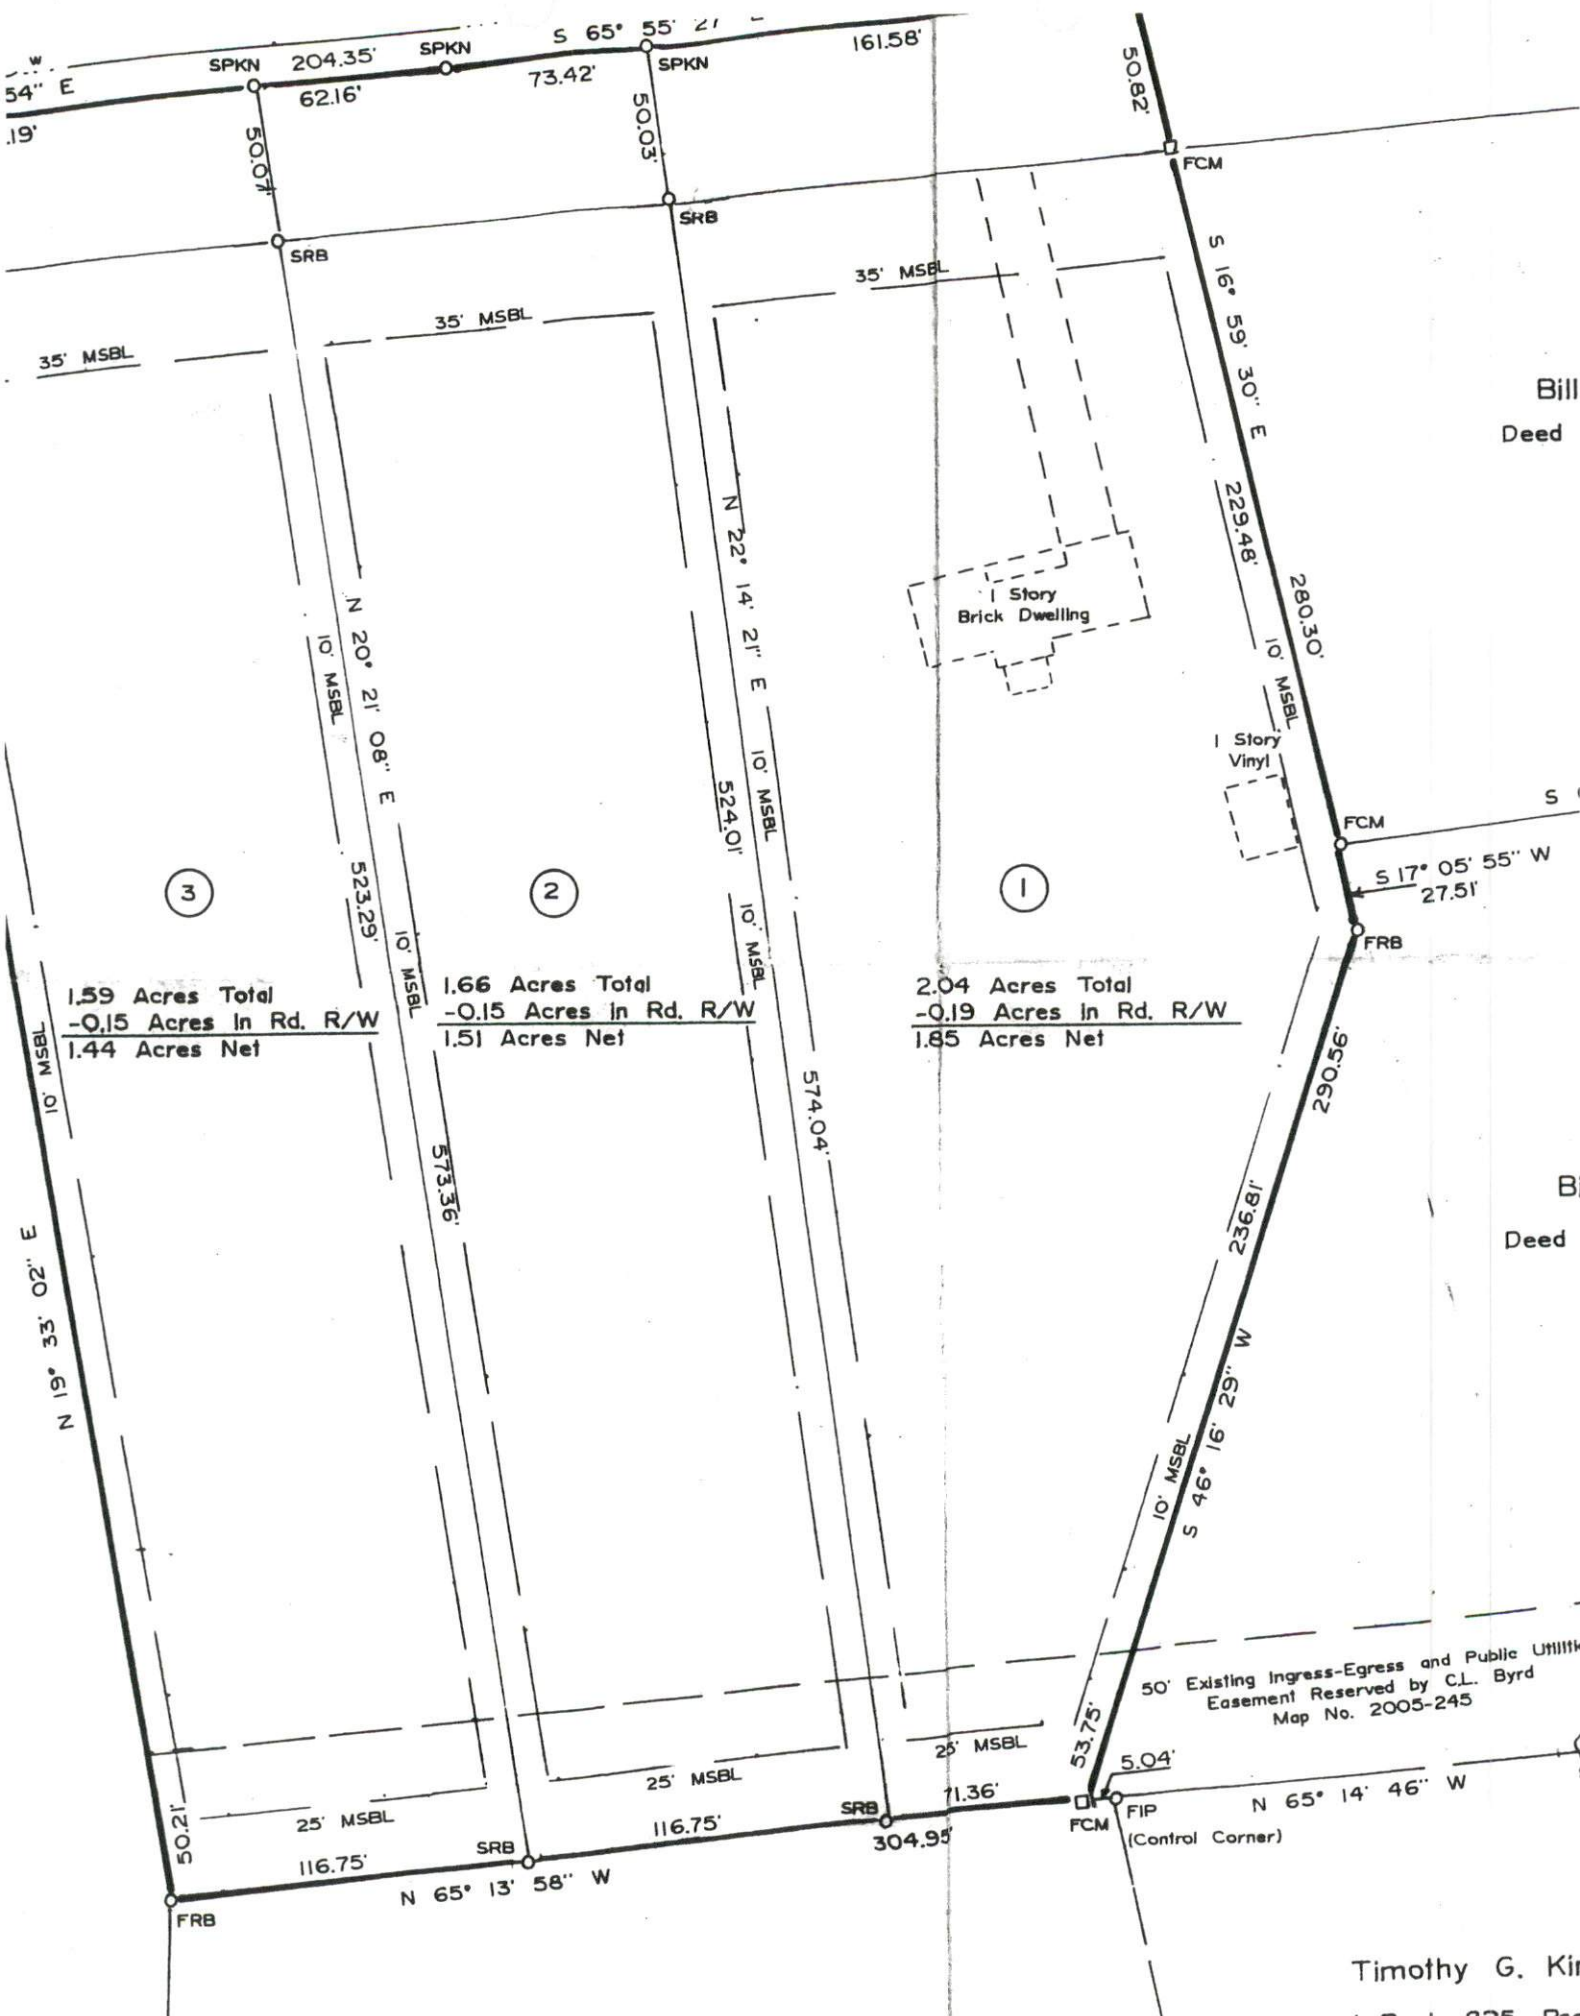 S 65° 55' 27
161.58'
50.82'
W
54" E
.19'
SPKN
204.35'
62.16'
SPKN
73.42'
SPKN
50.07'
50.03'
FCM
SRB
SRB
35' MSBL
35' MSBL
35' MSBL
S 16° 59' 30" E
229.48'
280.30'
Bill
Deed
N 20° 21' 08" E
N 22° 14' 21" E
1 Story
Brick Dwelling
10' MSBL
10' MSBL
10' MSBL
1 Story
Vinyl
FCM
S
S 17° 05' 55" W
27.51'
FRB
524.01'
523.29'
10' MSBL
10' MSBL
3
2
1
1.59 Acres Total
-0.15 Acres In Rd. R/W
1.44 Acres Net
1.66 Acres Total
-0.15 Acres In Rd. R/W
1.51 Acres Net
2.04 Acres Total
-0.19 Acres In Rd. R/W
1.85 Acres Net
10' MSBL
574.04'
573.36'
290.56'
236.81'
Deed
N 19° 33' 02" E
10' MSBL
S 46° 16' 29" W
50' Existing Ingress-Egress and Public
Easement Reserved by C.L. Byrd
Map No. 2005-245
53.75'
5.04'
25' MSBL
25' MSBL
25' MSBL
50.21'
116.75'
SRB
116.75'
SRB
71.36'
304.95'
FCM
FIP
(Control Corner)
N 65° 14' 46" W
N 65° 13' 58" W
FRB
Timothy G.